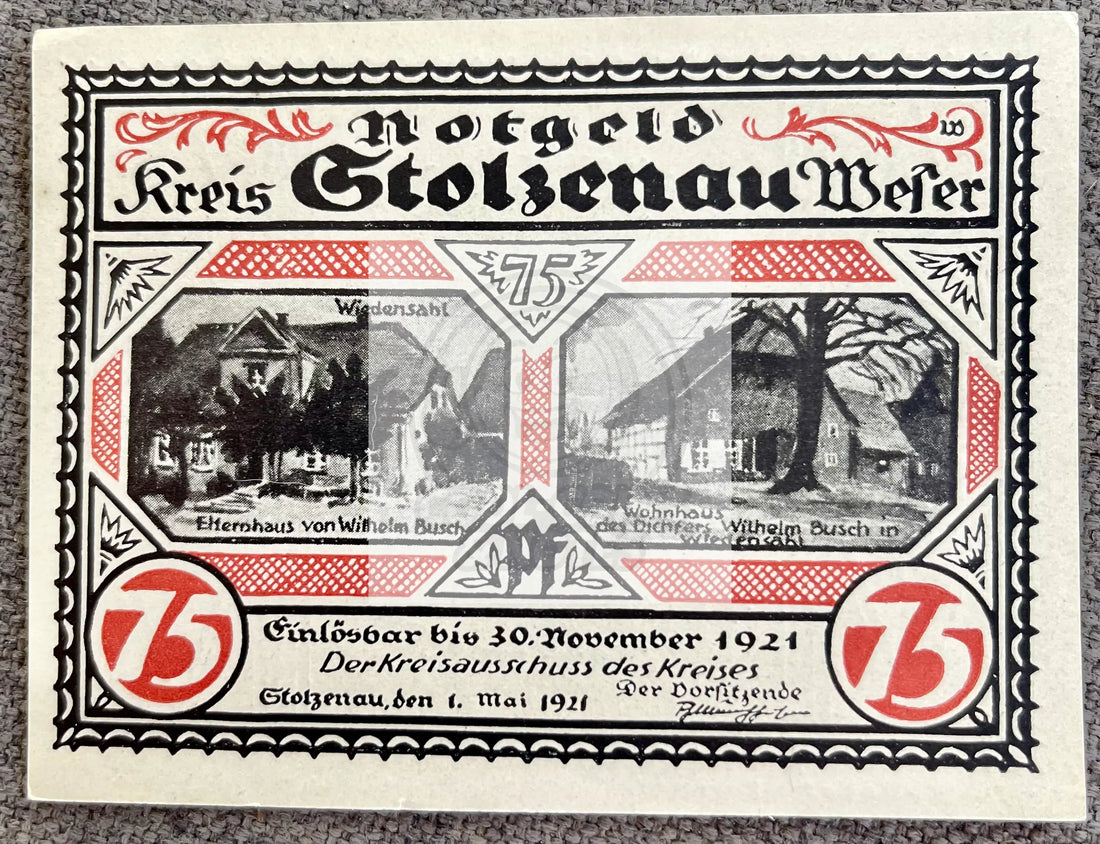 Notgeld
Kreis Stolzenau Weser
75
Wiedensahl
Elternhaus von Wilhelm Busch
Wohnhaus
des Dichters Wilhelm Busch in
Wiedensahl
Pf
75
75
Einlösbar bis 30. November 1921
Der Kreisausschuss des Kreises
Stolzenau, den 1. Mai 1921
Der Vorsitzende